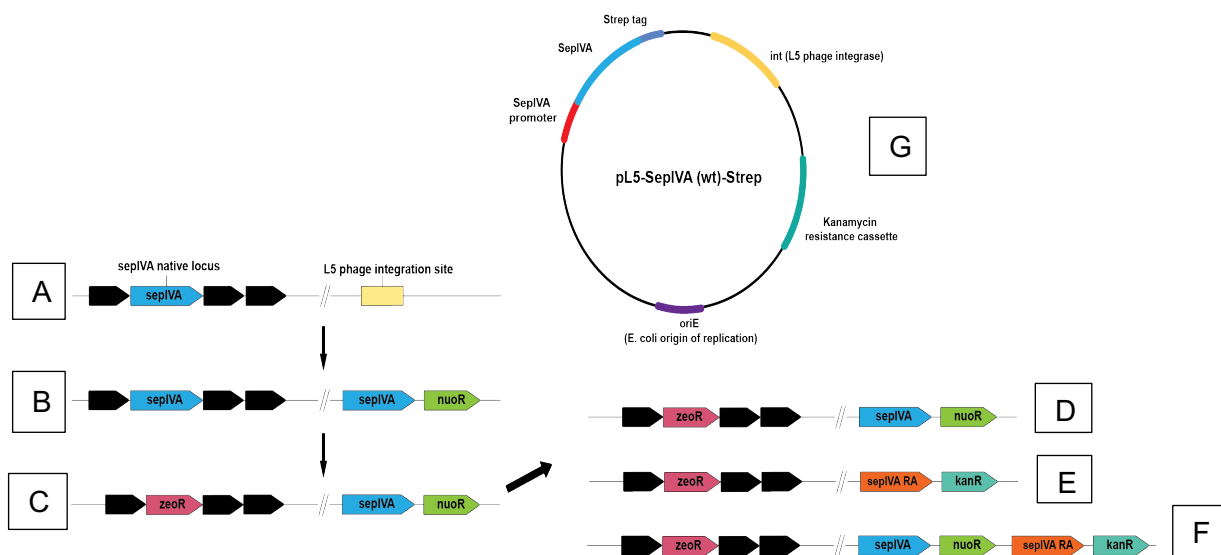 Strep tag
SepIVA
int (L5 phage integrase)
SepIVA
promoter
G
pL5-SepIVA (wt)-Strep
Kanamycin
resistance cassette
oriE
(E. coli origin of replication)
A
sepIVA native locus
L5 phage integration site
sepIVA
B
sepIVA
sepIVA
nuoR
C
zeoR
sepIVA
nuoR
zeoR
sepIVA
nuoR
D
zeoR
sepIVA RA
kanR
E
zeoR
sepIVA
nuoR
sepIVA RA
kanR
F